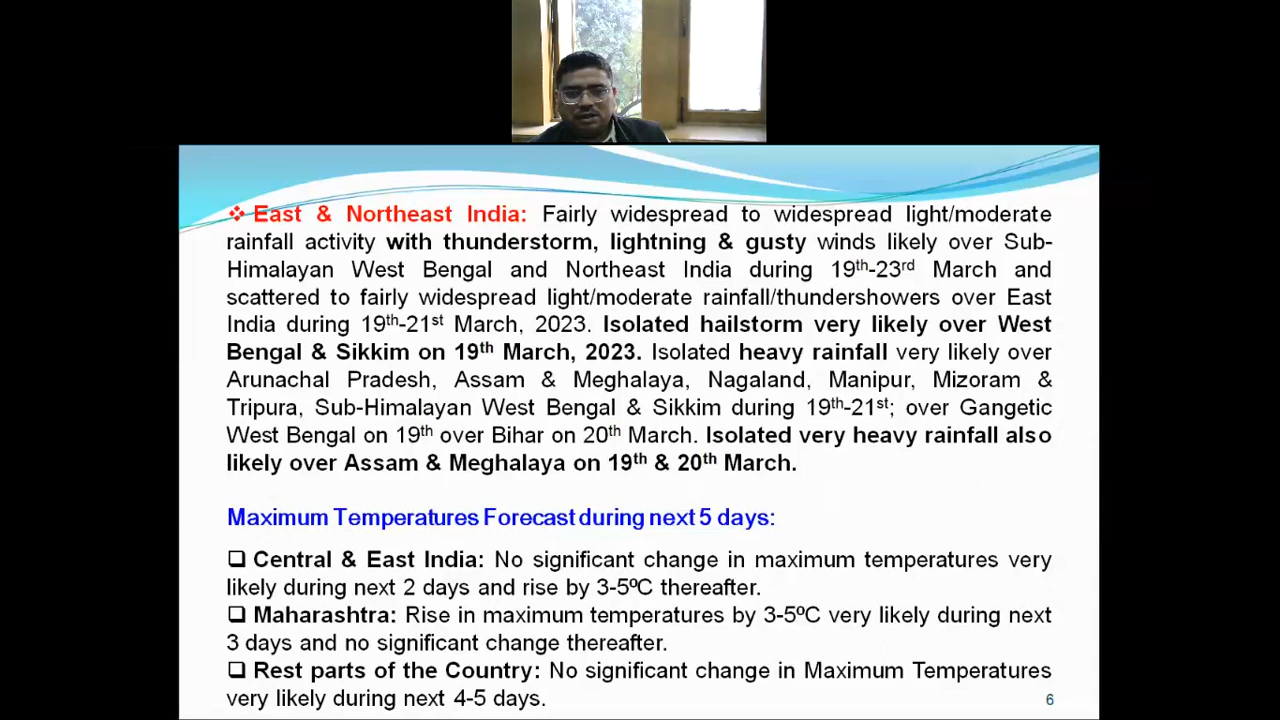 ❖ East & Northeast India: Fairly widespread to widespread light/moderate
rainfall activity with thunderstorm, lightning & gusty winds likely over Sub-
Himalayan West Bengal and Northeast India during 19th-23rd March and
scattered to fairly widespread light/moderate rainfall/thundershowers over East
India during 19th-21st March, 2023. Isolated hailstorm very likely over West
Bengal & Sikkim on 19th March, 2023. Isolated heavy rainfall very likely over
Arunachal Pradesh, Assam & Meghalaya, Nagaland, Manipur, Mizoram &
Tripura, Sub-Himalayan West Bengal & Sikkim during 19th-21st; over Gangetic
West Bengal on 19th over Bihar on 20th March. Isolated very heavy rainfall also
likely over Assam & Meghalaya on 19th & 20th March.
Maximum Temperatures Forecast during next 5 days:
❑ Central & East India: No significant change in maximum temperatures very
likely during next 2 days and rise by 3-5ºC thereafter.
❑ Maharashtra: Rise in maximum temperatures by 3-5ºC very likely during next
3 days and no significant change thereafter.
❑ Rest parts of the Country: No significant change in Maximum Temperatures
very likely during next 4-5 days.
6